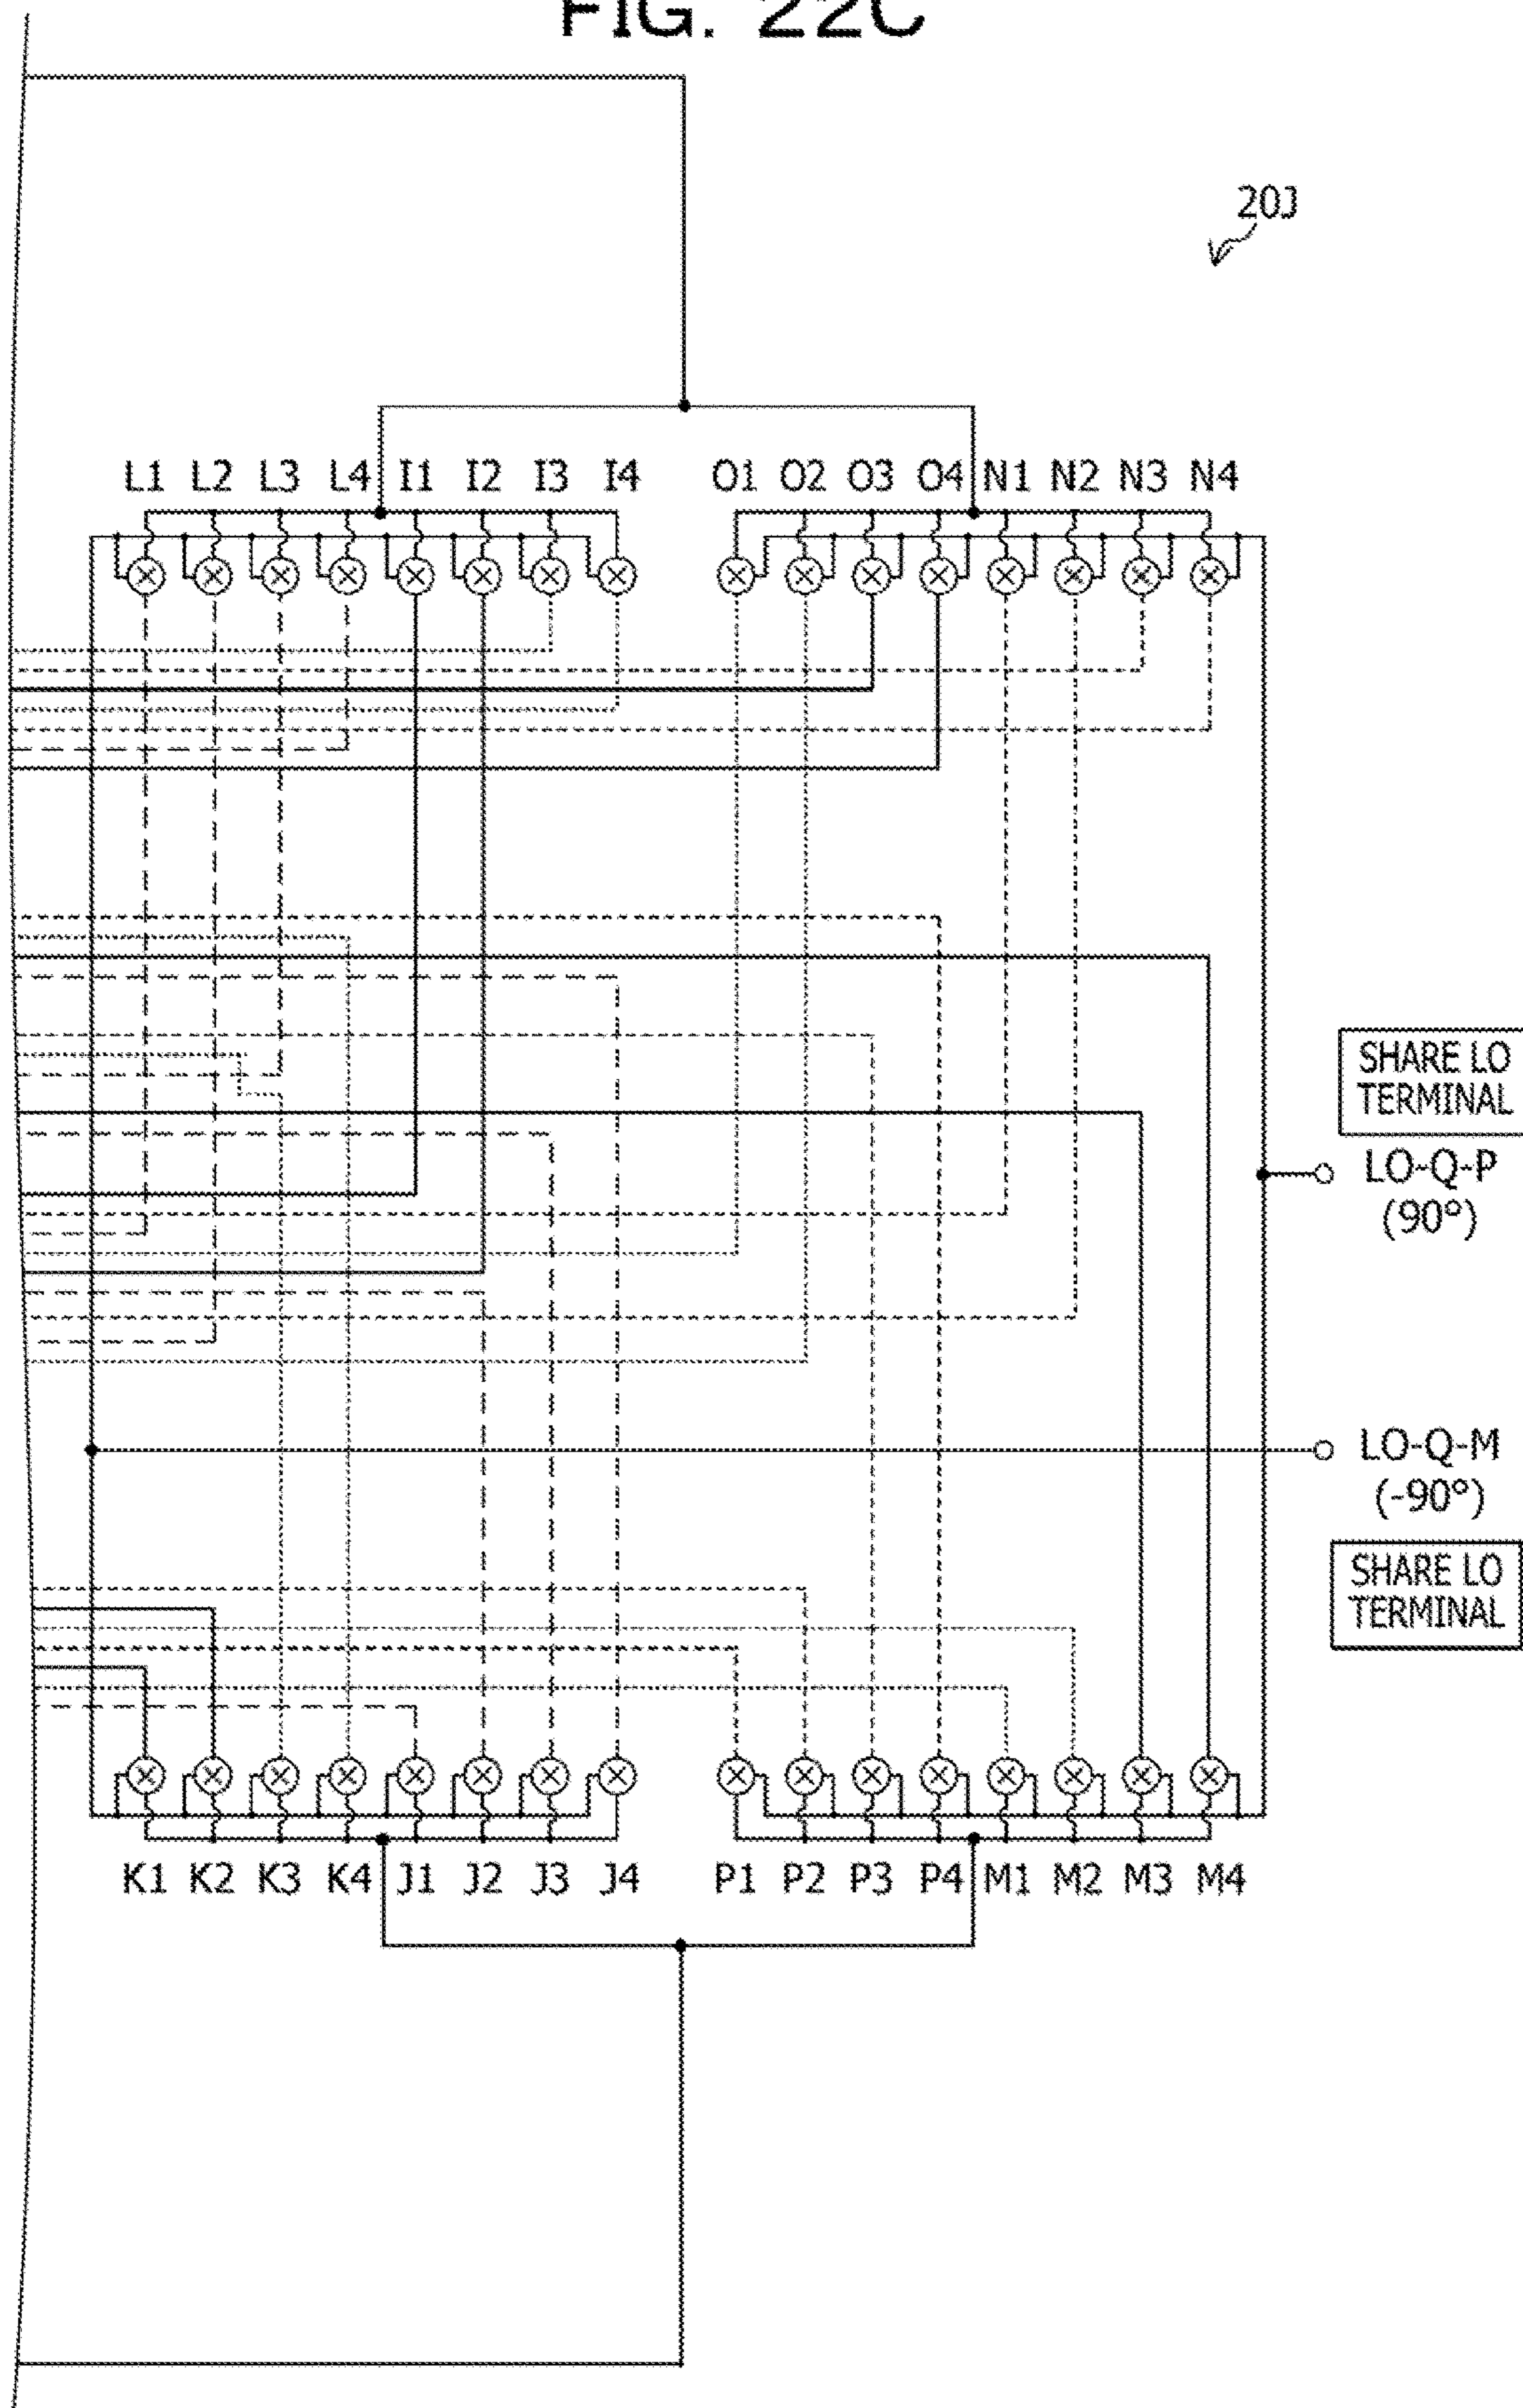 FIG. 22C
20J
L1 L2 L3 L4 I1 I2 I3 I4 O1 O2 O3 O4 N1 N2 N3 N4
SHARE LO
TERMINAL
LO-Q-P
(90°)
LO-Q-M
(-90°)
SHARE LO
TERMINAL
K1 K2 K3 K4 J1 J2 J3 J4 P1 P2 P3 P4 M1 M2 M3 M4